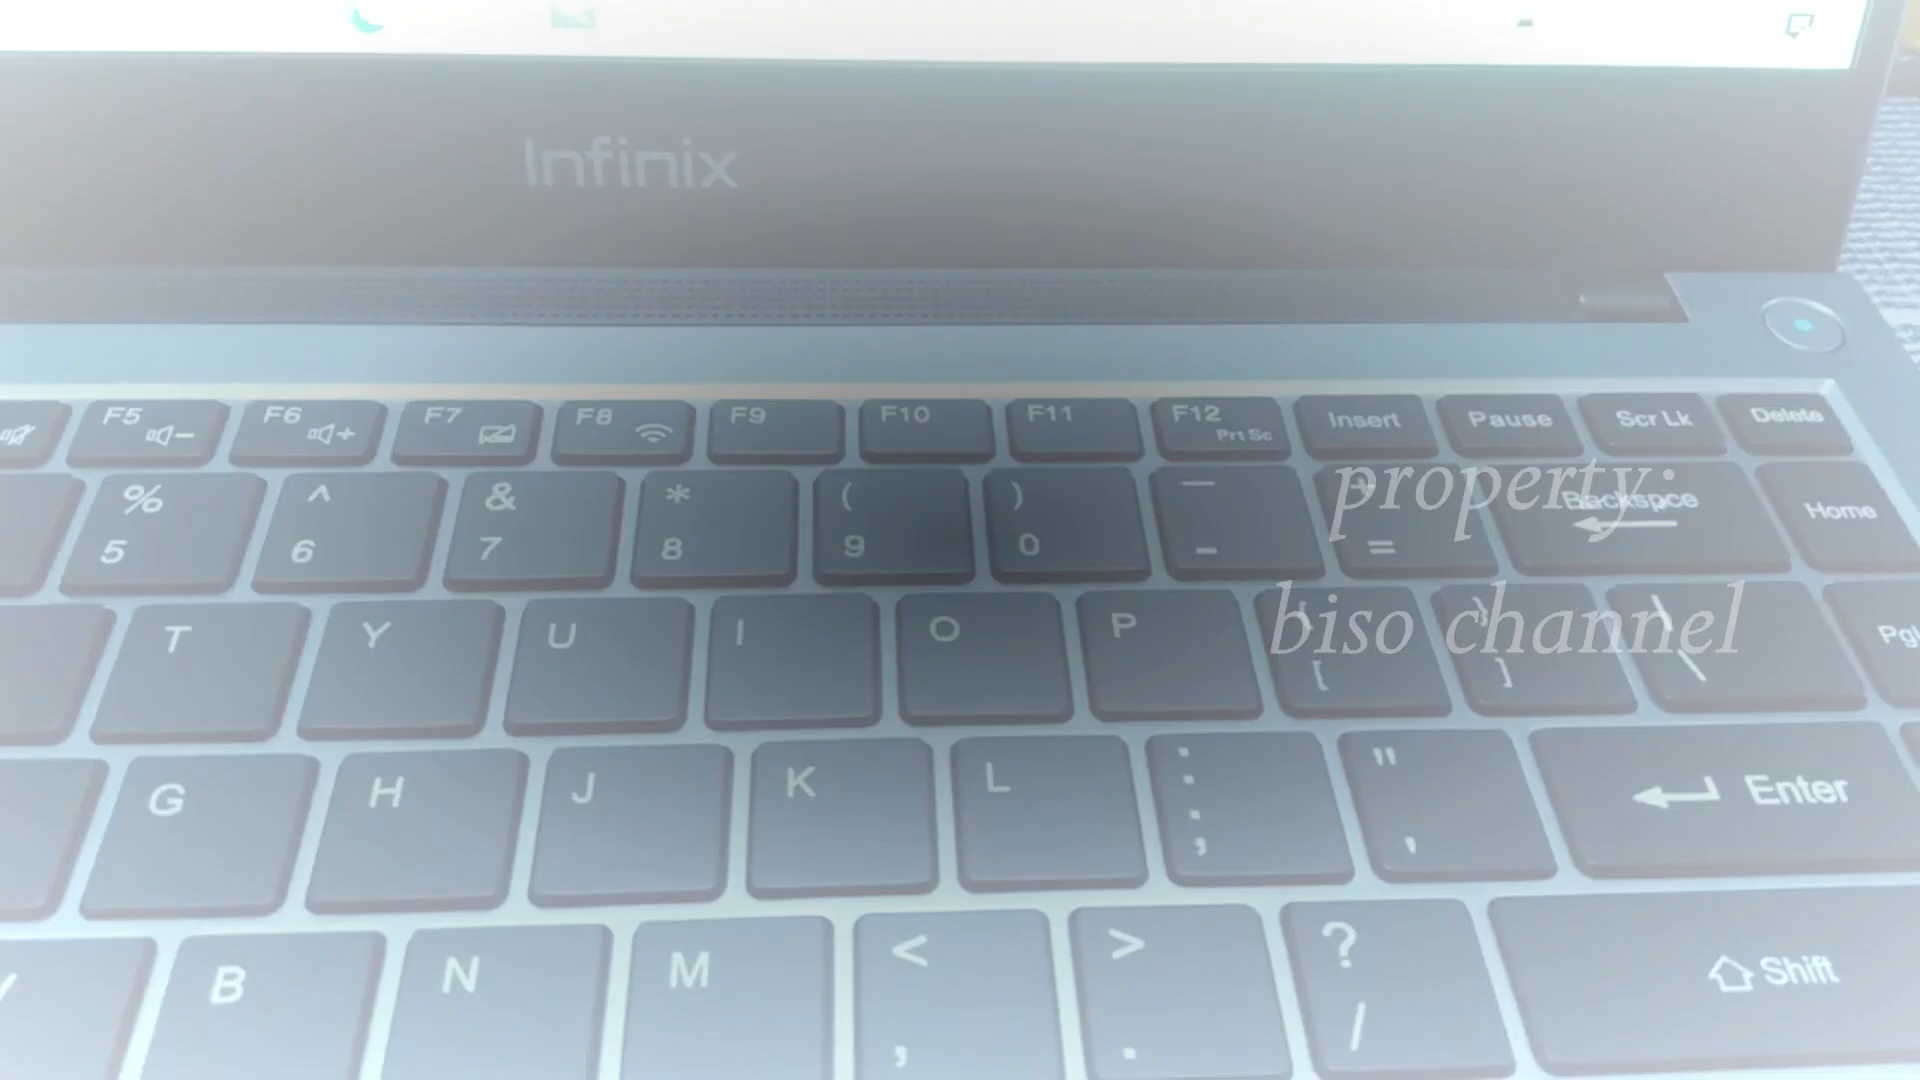 Infinix
F5 F6 F7 F8 F9 F10 F11 F12 Prt Sc Insert Pause Scr Lk Delete
% 5 ^ 6 & 7 * 8 ( 9 ) 0 — - + = Backspce Home
property:
T Y U I O P { [ } ] | \
biso channel
G H J K L : ; " ' Enter
B N M < , > . ? / Shift